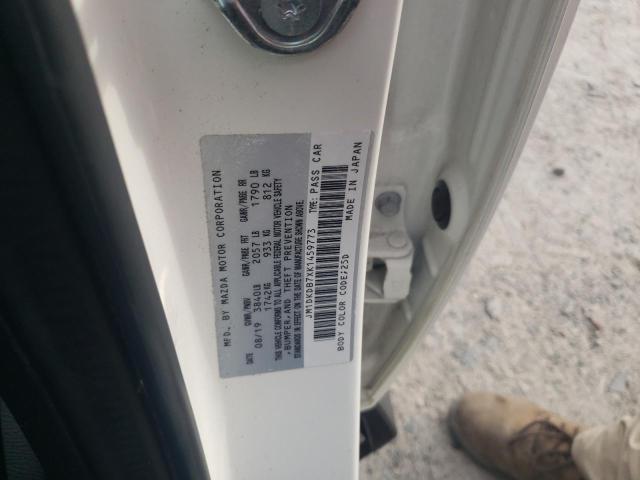 MFD. BY MAZDA MOTOR CORPORATION
GVWR/PNBV GAWR/PNBE FRT GAWR/PNBE RR
08/19 3840LB 2057 LB 1790 LB
1742KG 933 KG 812 KG
THIS VEHICLE CONFORMS TO ALL APPLICABLE FEDERAL MOTOR VEHICLE SAFETY
,BUMPER,AND THEFT PREVENTION
STANDARDS IN EFFECT ON THE DATE OF MANUFACTURE SHOWN ABOVE.
JM1DKDB7XK1459773 TYPE: PASS CAR
BODY COLOR CODE;25D MADE IN JAPAN